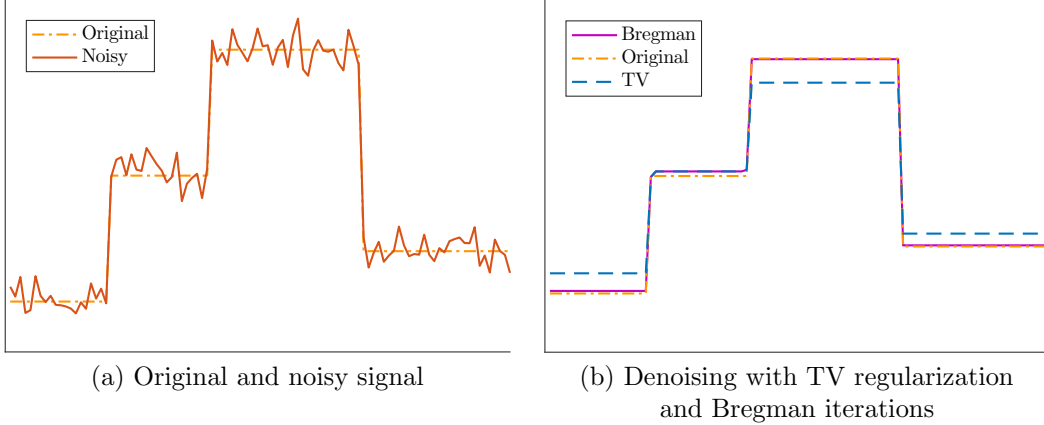 Original
Noisy
(a) Original and noisy signal
Bregman
Original
TV
(b) Denoising with TV regularization
and Bregman iterations